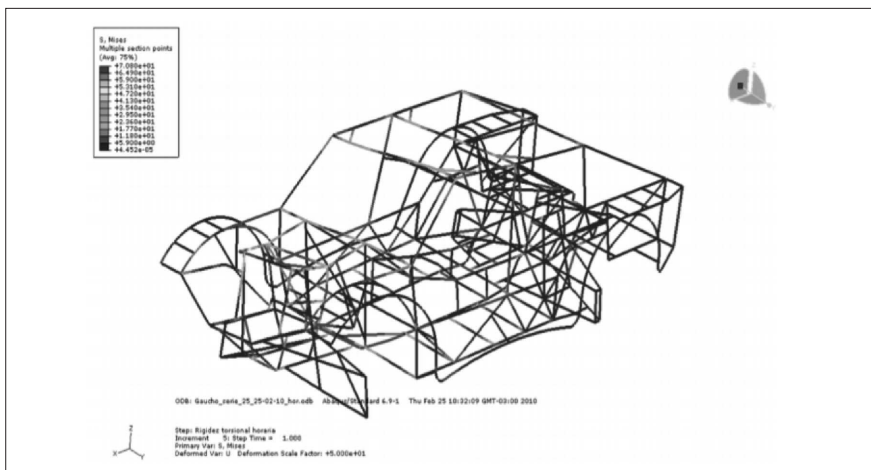 S, Mises
Multiple section points
(Avg: 75%)
+7.080e+01
+6.490e+01
+5.900e+01
+5.310e+01
+4.720e+01
+4.130e+01
+3.540e+01
+2.950e+01
+2.360e+01
+1.770e+01
+1.180e+01
+5.900e+00
+4.452e-05
ODB: Gaucho_serie_25_25-02-10_hor.odb Abaqus/Standard 6.9-1 Thu Feb 25 10:32:09 GMT-03:00 2010
Z
X
Y
Step: Rigides torsional horaria
Increment 5: Step Time = 1.000
Primary Var: S, Mises
Deformed Var: U Deformation Scale Factor: +5.000e+01